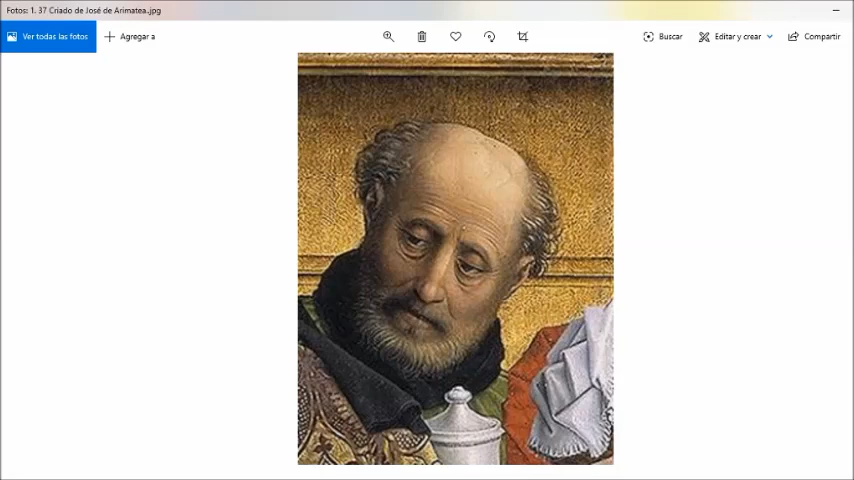 Fotos: 1. 37 Criado de José de Arimatea.jpg
Ver todas las fotos
Agregar a
Buscar
Editar y crear
Compartir